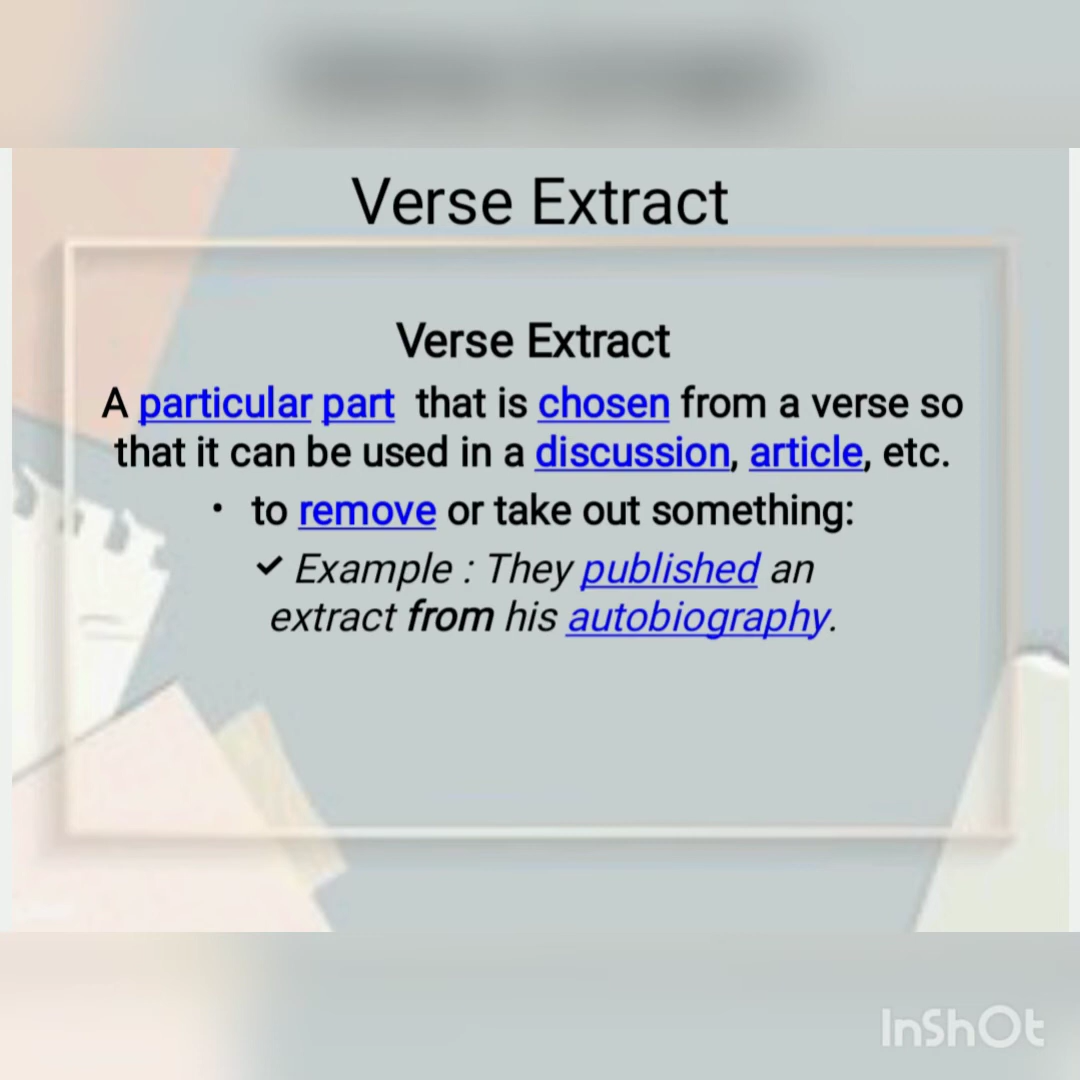 Verse Extract
Verse Extract
A particular part that is chosen from a verse so
that it can be used in a discussion, article, etc.
• to remove or take out something:
✔ Example : They published an
extract from his autobiography.
InShOt